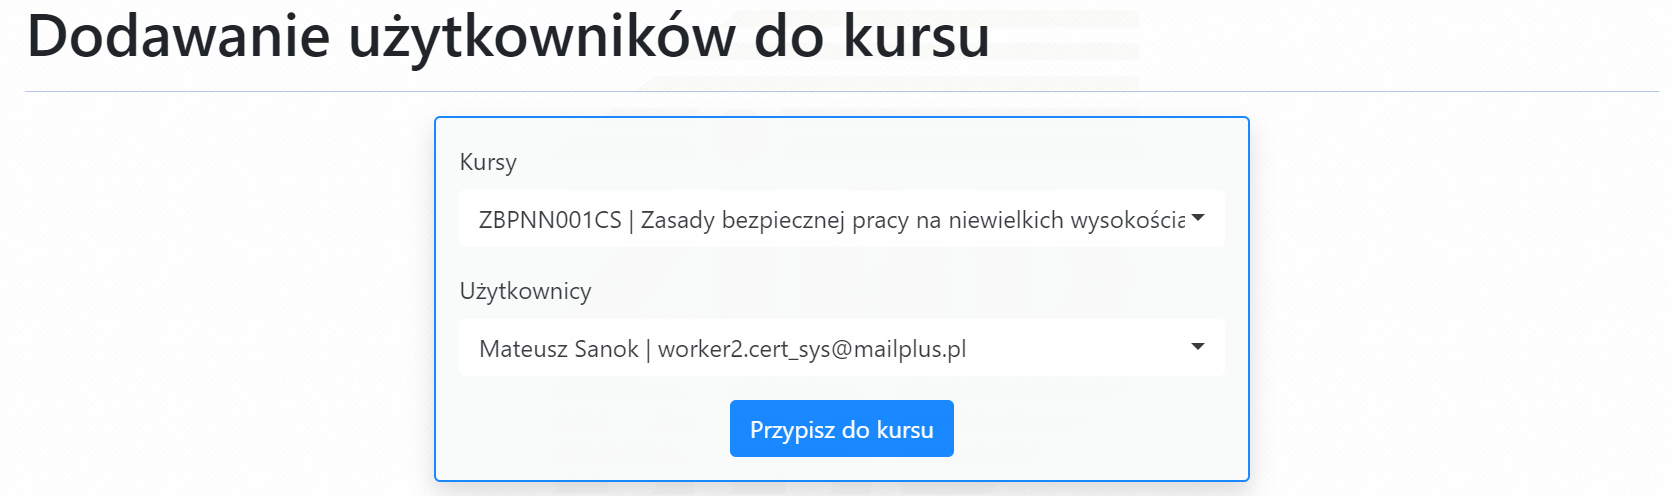 Dodawanie użytkowników do kursu
Kursy
ZBPNN001CS | Zasady bezpiecznej pracy na niewielkich wysokościa
Użytkownicy
Mateusz Sanok | worker2.cert_sys@mailplus.pl
Przypisz do kursu